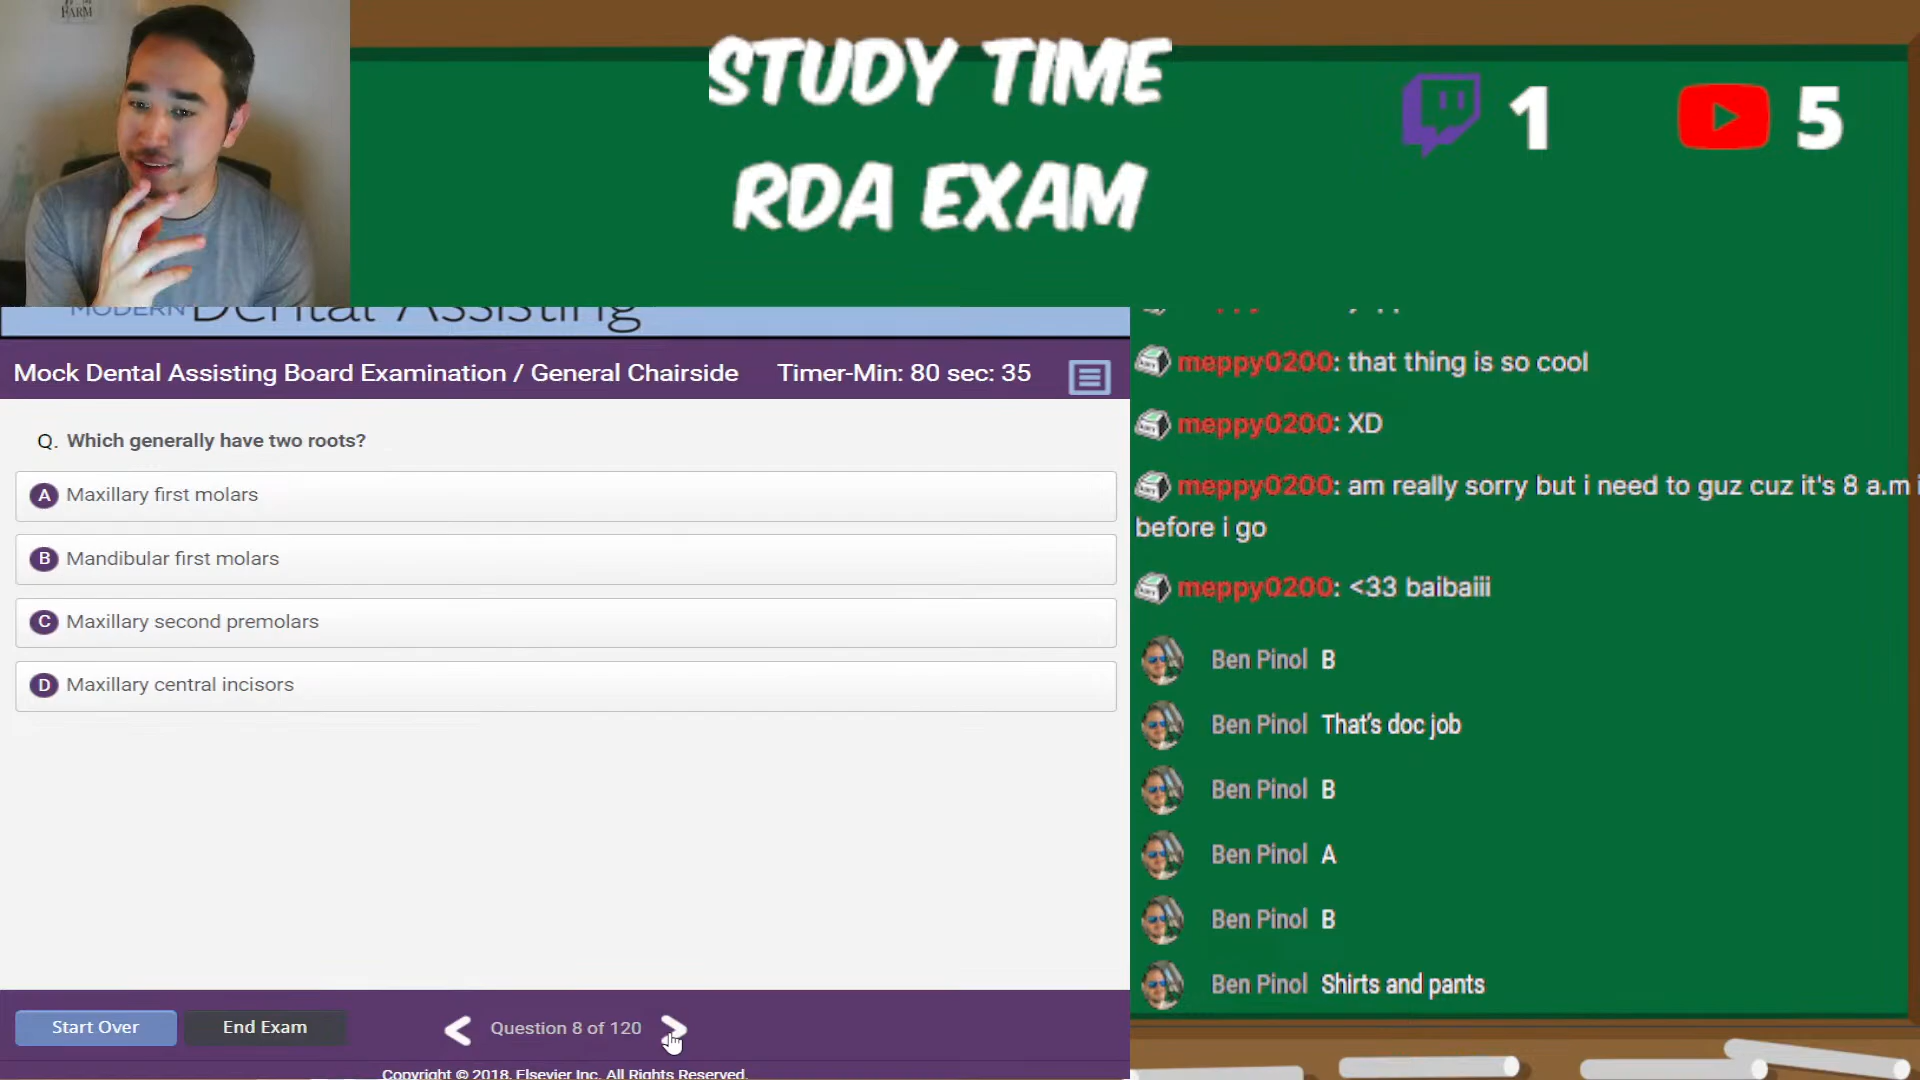 FARM
STUDY TIME
RDA EXAM
1
5
MODERN Dental Assisting
Mock Dental Assisting Board Examination / General Chairside
Timer-Min: 80 sec: 35
Q. Which generally have two roots?
A Maxillary first molars
B Mandibular first molars
C Maxillary second premolars
D Maxillary central incisors
Start Over
End Exam
Question 8 of 120
Copyright © 2018, Elsevier Inc. All Rights Reserved.
meppy0200: that thing is so cool
meppy0200: XD
meppy0200: am really sorry but i need to guz cuz it's 8 a.m i
before i go
meppy0200: <33 baibaiii
Ben Pinol B
Ben Pinol That's doc job
Ben Pinol B
Ben Pinol A
Ben Pinol B
Ben Pinol Shirts and pants